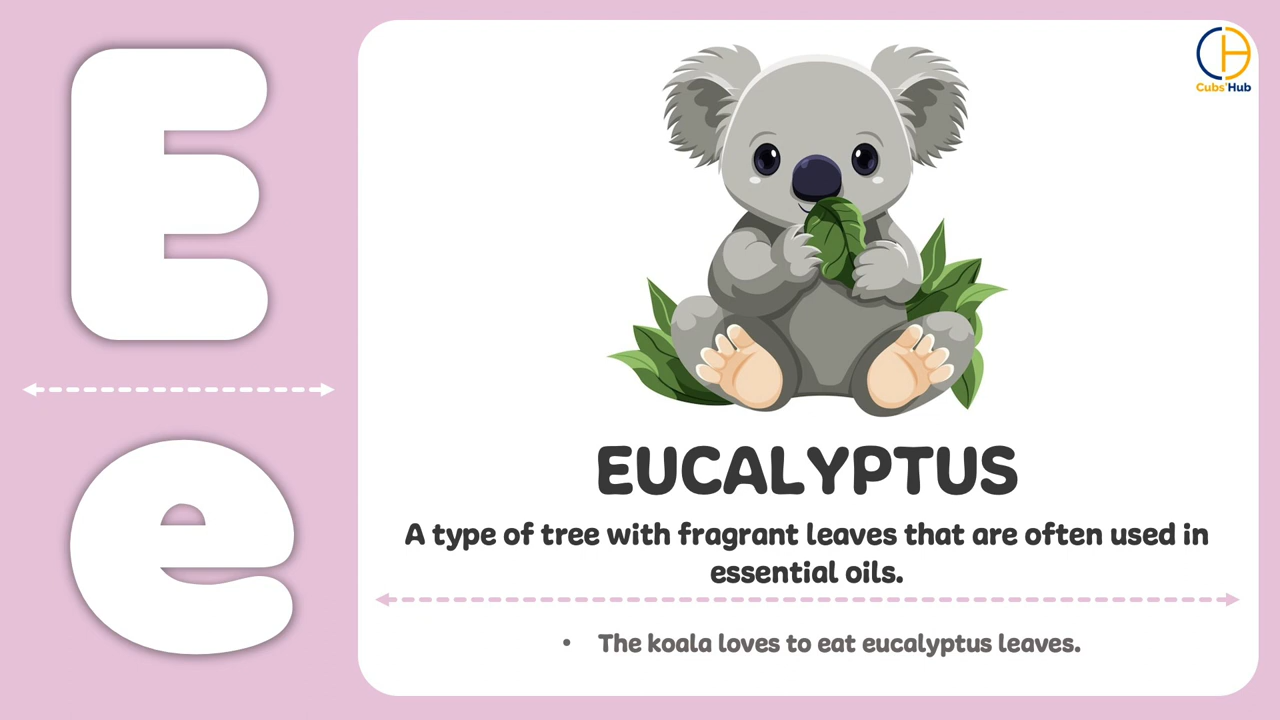 E
e
Cubs'Hub
EUCALYPTUS
A type of tree with fragrant leaves that are often used in
essential oils.
• The koala loves to eat eucalyptus leaves.